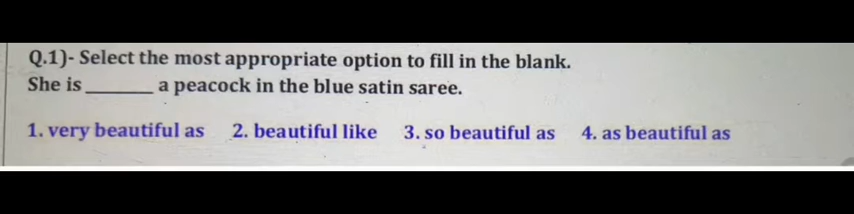 Q.1)- Select the most appropriate option to fill in the blank.
She is _______ a peacock in the blue satin saree.
1. very beautiful as 2. beautiful like 3. so beautiful as 4. as beautiful as